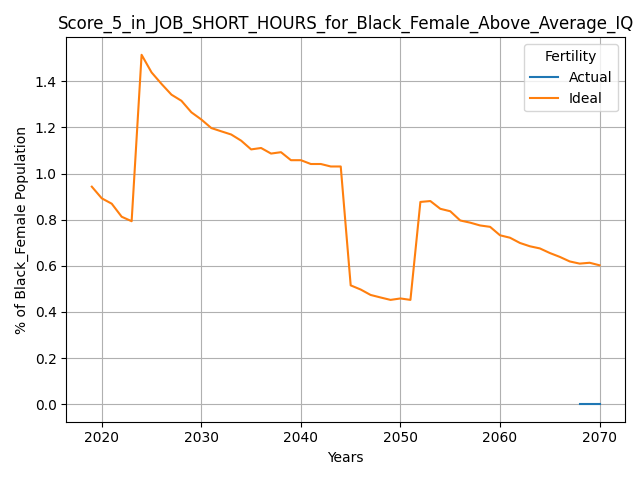 Score_5_in_JOB_SHORT_HOURS_for_Black_Female_Above_Average_IQ
Fertility
Actual
Ideal
% of Black_Female Population
1.4
1.2
1.0
0.8
0.6
0.4
0.2
0.0
2020 2030 2040 2050 2060 2070
Years